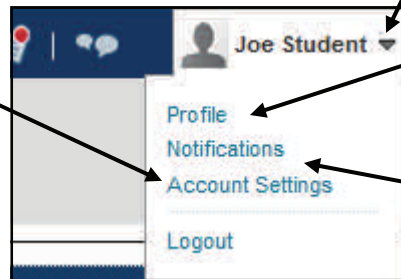 Joe Student
Profile
Notifications
Account Settings
Logout